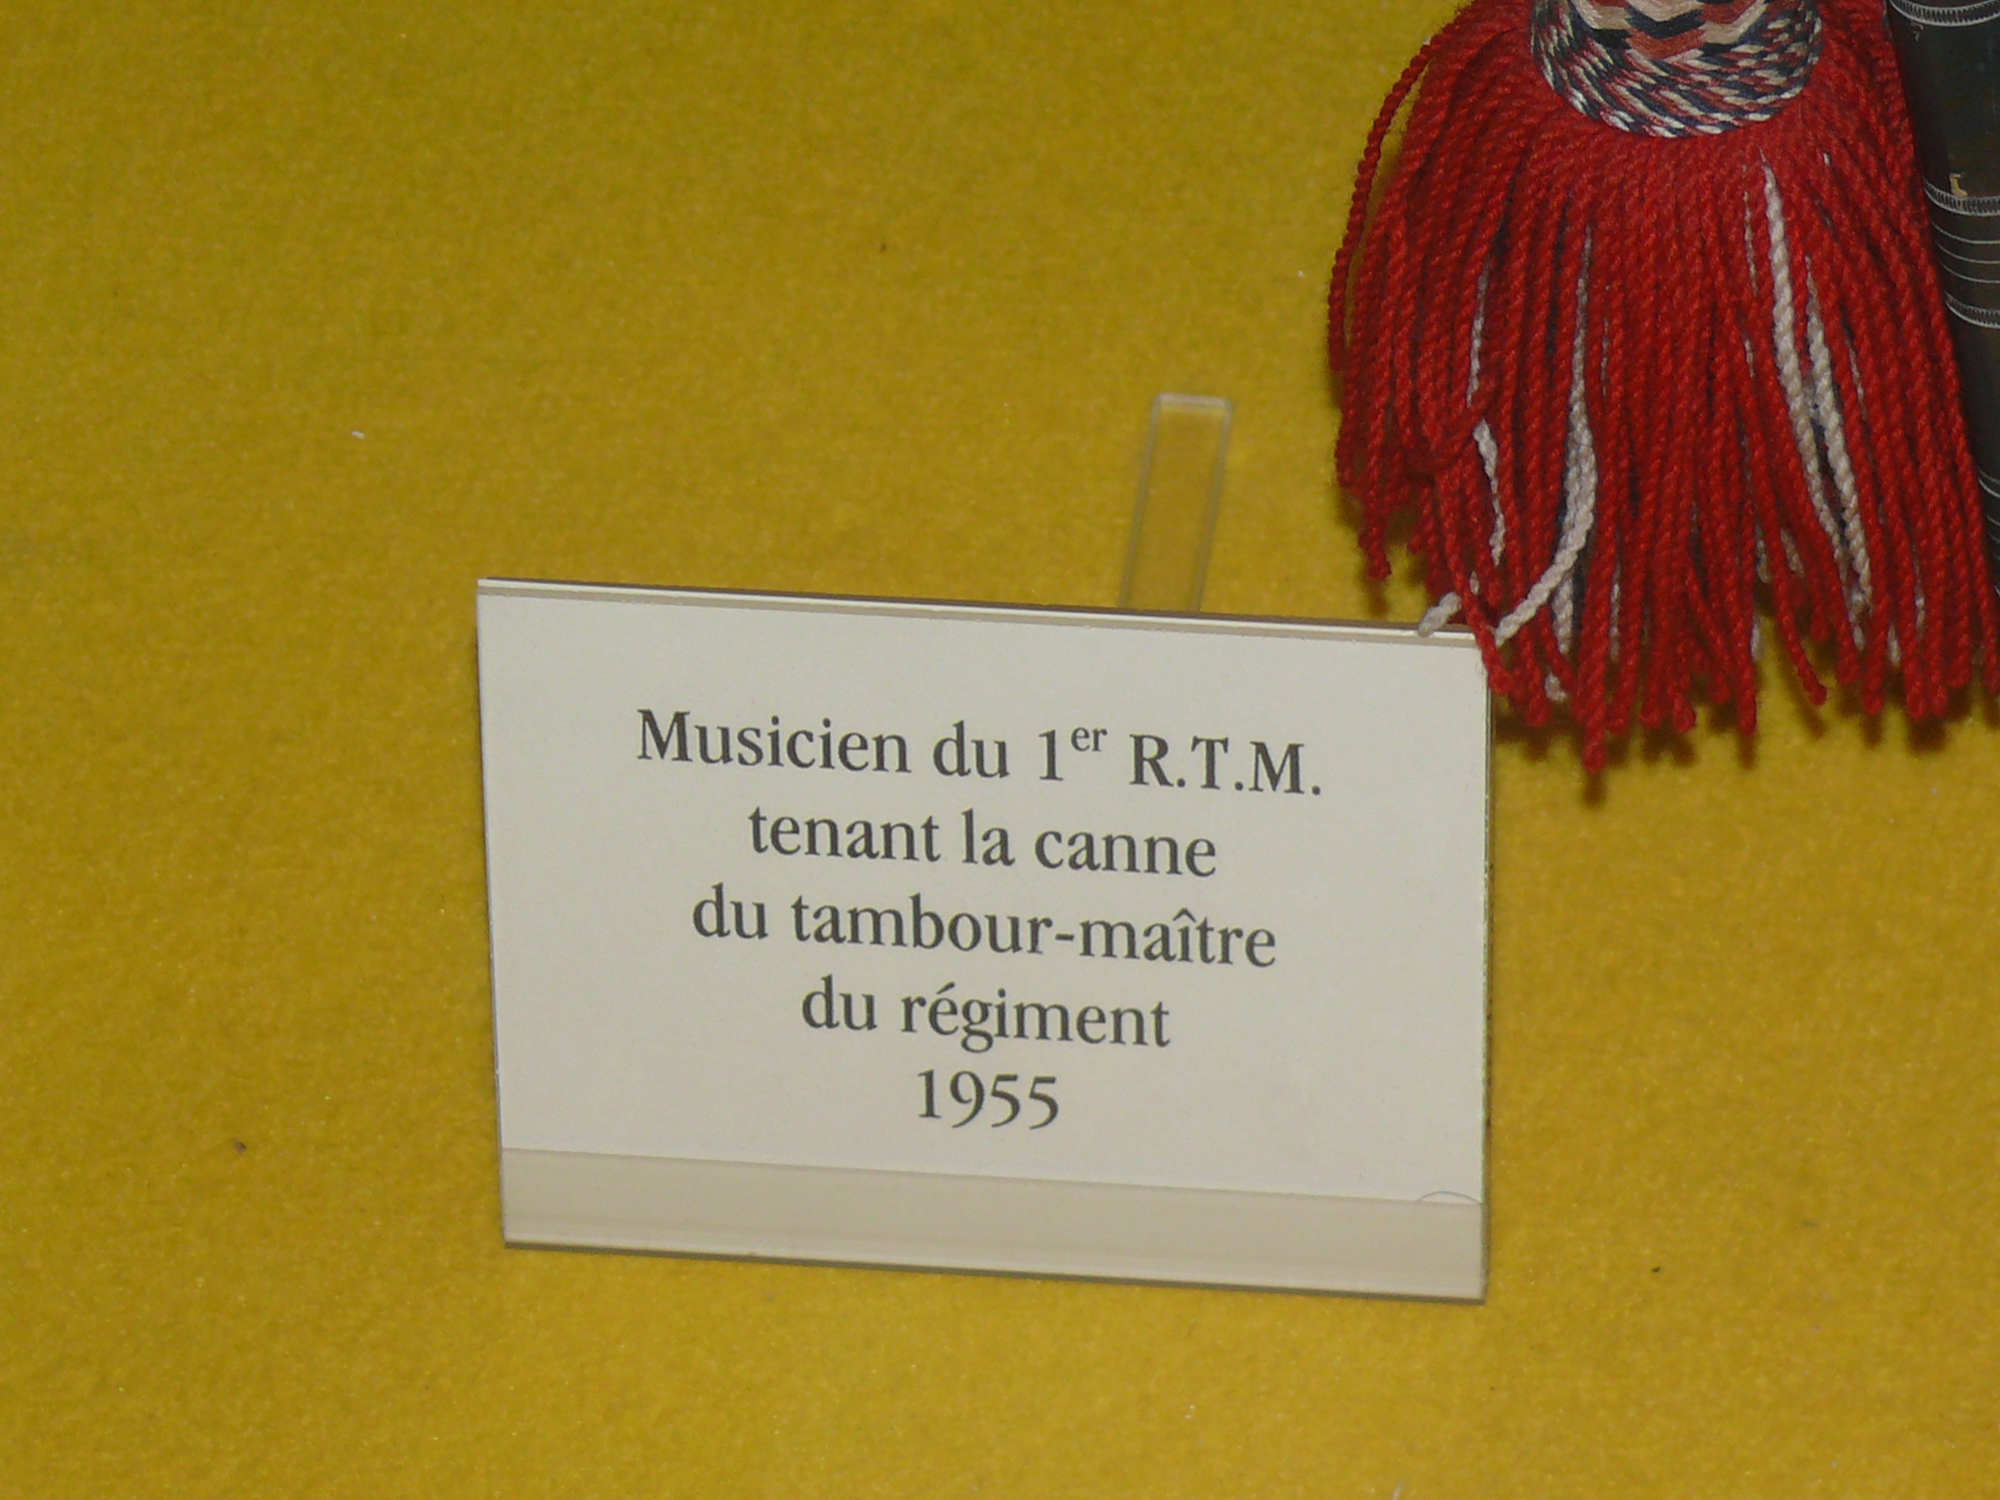 Musicien du 1er R.T.M.
tenant la canne
du tambour-maître
du régiment
1955